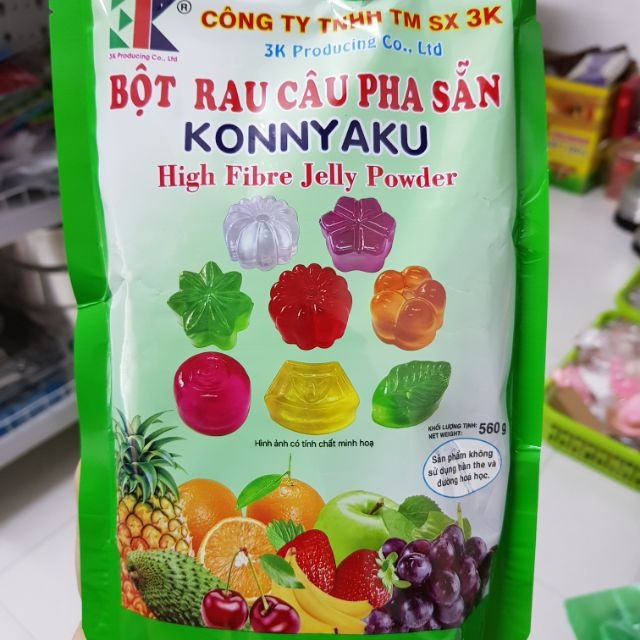 3K®
CÔNG TY TNHH TM SX 3K
3K Producing Co., Ltd
3K Producing Co., Ltd
BỘT RAU CÂU PHA SẴN
KONNYAKU
High Fibre Jelly Powder
KHỐI LƯỢNG TỊNH:
NET WEIGHT: 560 g
Hình ảnh có tính chất minh hoạ
Sản phẩm không
sử dụng hàn the và
đường hoá học.